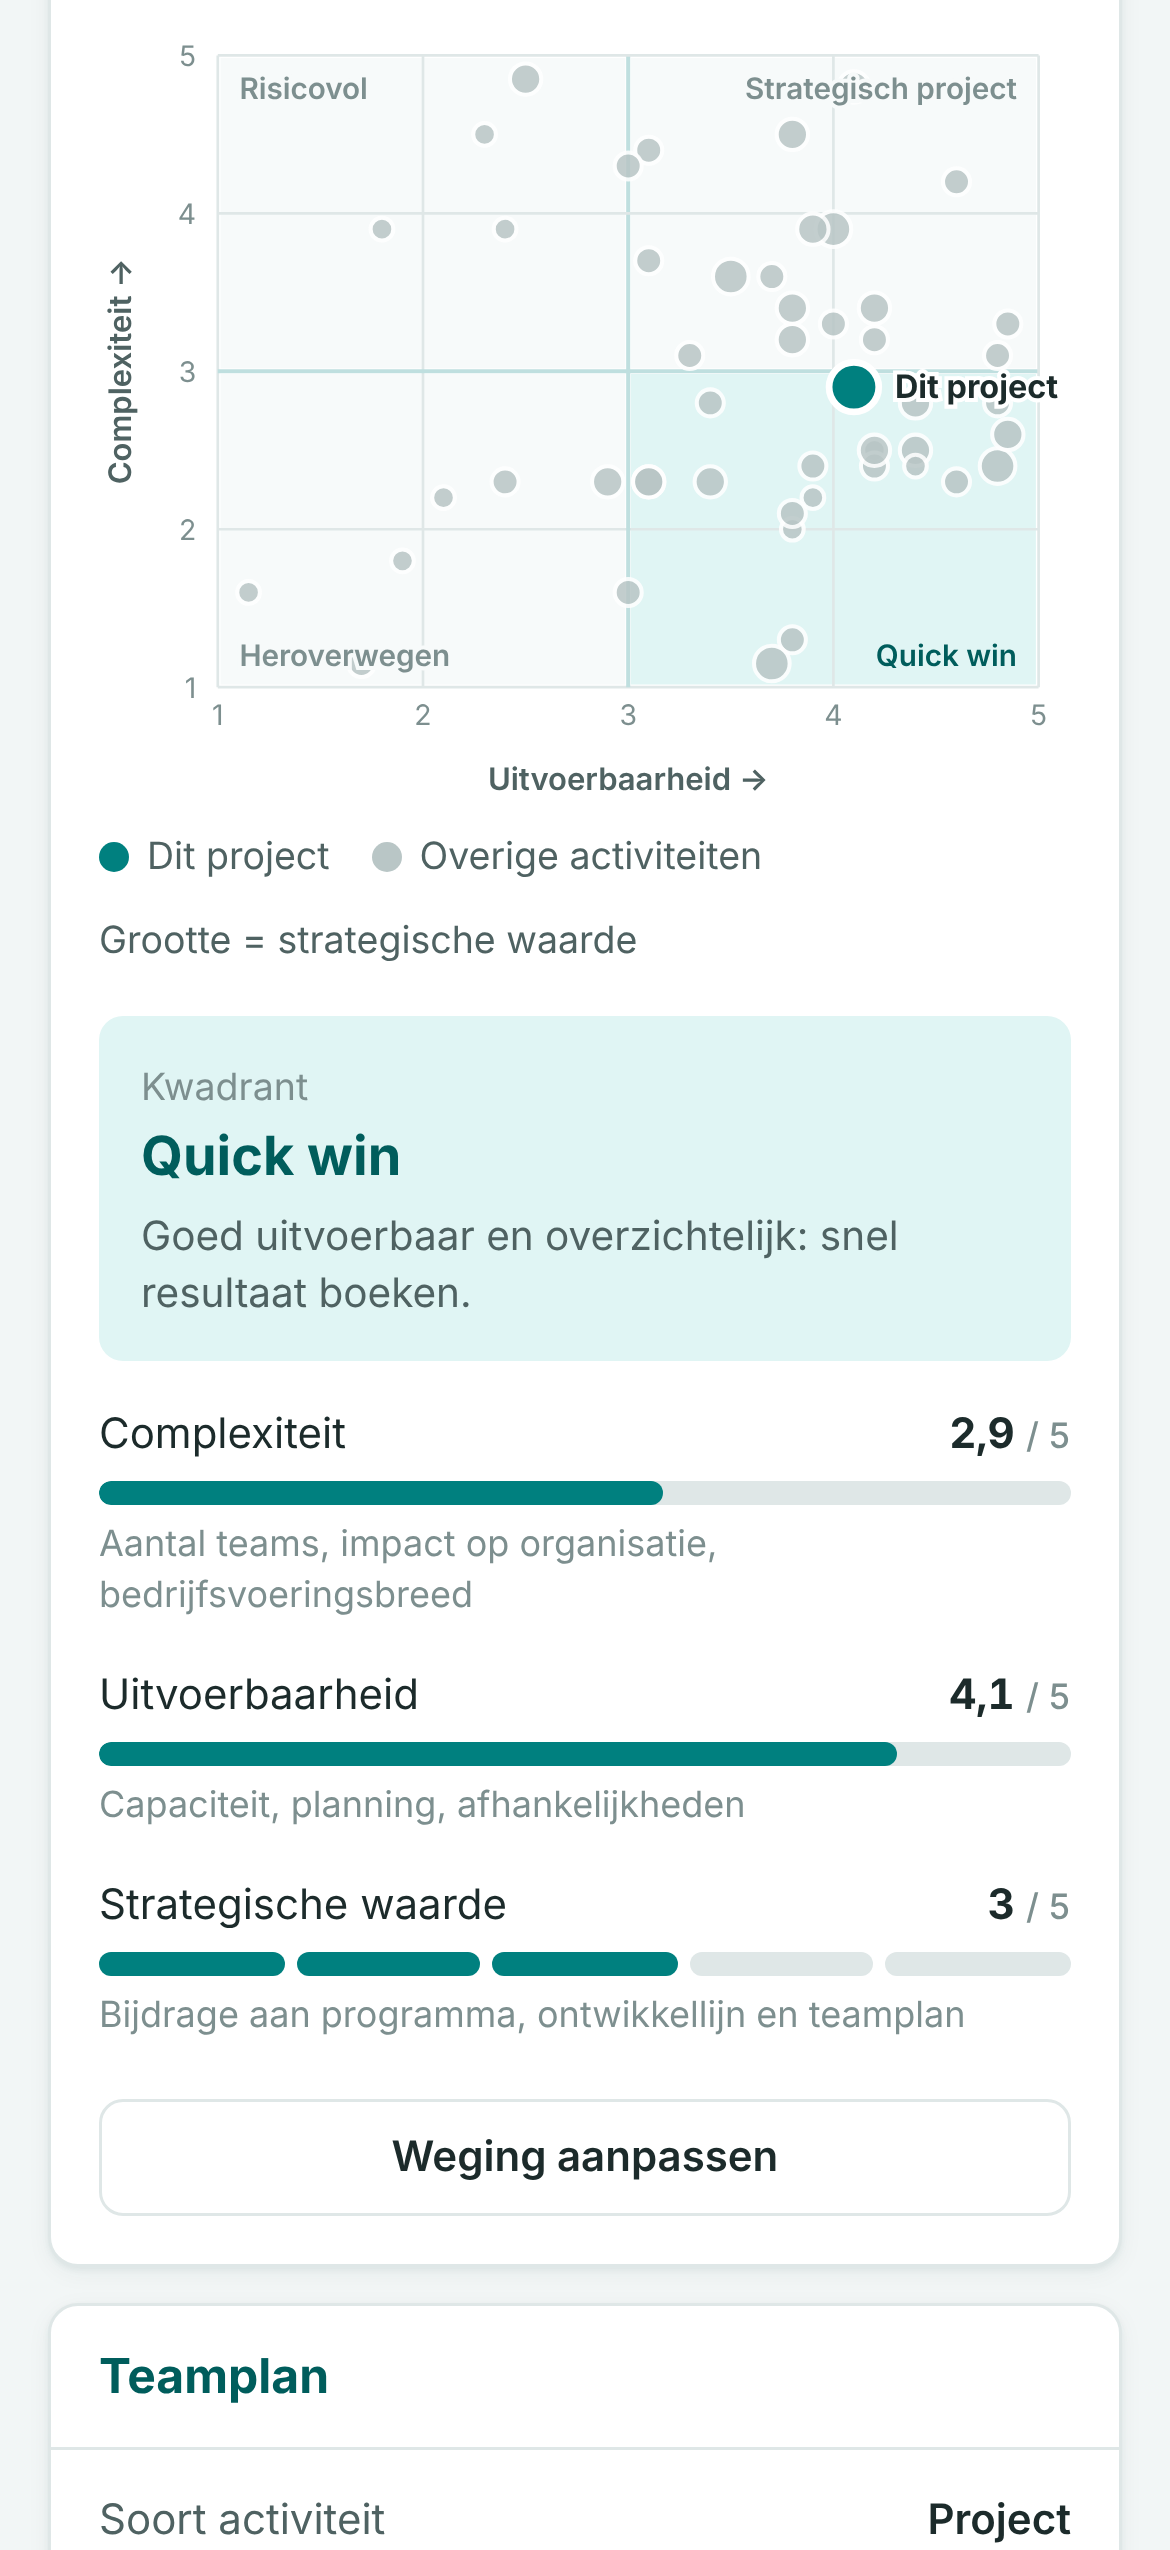 5
Risicovol
Strategisch project
4
Complexiteit →
3
Dit project
2
Heroverwegen
Quick win
1
1 2 3 4 5
Uitvoerbaarheid →
Dit project Overige activiteiten
Grootte = strategische waarde
Kwadrant
Quick win
Goed uitvoerbaar en overzichtelijk: snel
resultaat boeken.
Complexiteit 2,9 / 5
Aantal teams, impact op organisatie,
bedrijfsvoeringsbreed
Uitvoerbaarheid 4,1 / 5
Capaciteit, planning, afhankelijkheden
Strategische waarde 3 / 5
Bijdrage aan programma, ontwikkellijn en teamplan
Weging aanpassen
Teamplan
Soort activiteit Project